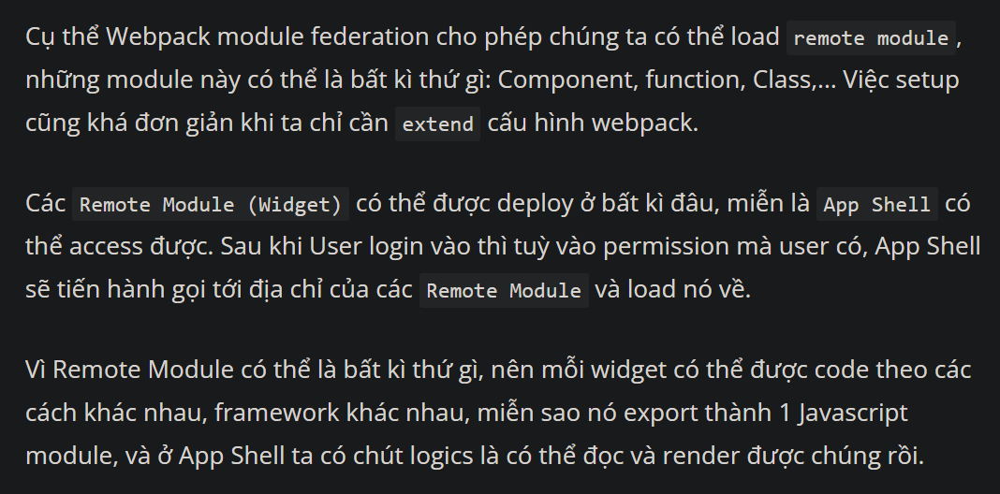 Cụ thể Webpack module federation cho phép chúng ta có thể load remote module,
những module này có thể là bất kì thứ gì: Component, function, Class,... Việc setup
cũng khá đơn giản khi ta chỉ cần extend cấu hình webpack.
Các Remote Module (Widget) có thể được deploy ở bất kì đâu, miễn là App Shell có
thể access được. Sau khi User login vào thì tuỳ vào permission mà user có, App Shell
sẽ tiến hành gọi tới địa chỉ của các Remote Module và load nó về.
Vì Remote Module có thể là bất kì thứ gì, nên mỗi widget có thể được code theo các
cách khác nhau, framework khác nhau, miễn sao nó export thành 1 Javascript
module, và ở App Shell ta có chút logics là có thể đọc và render được chúng rồi.